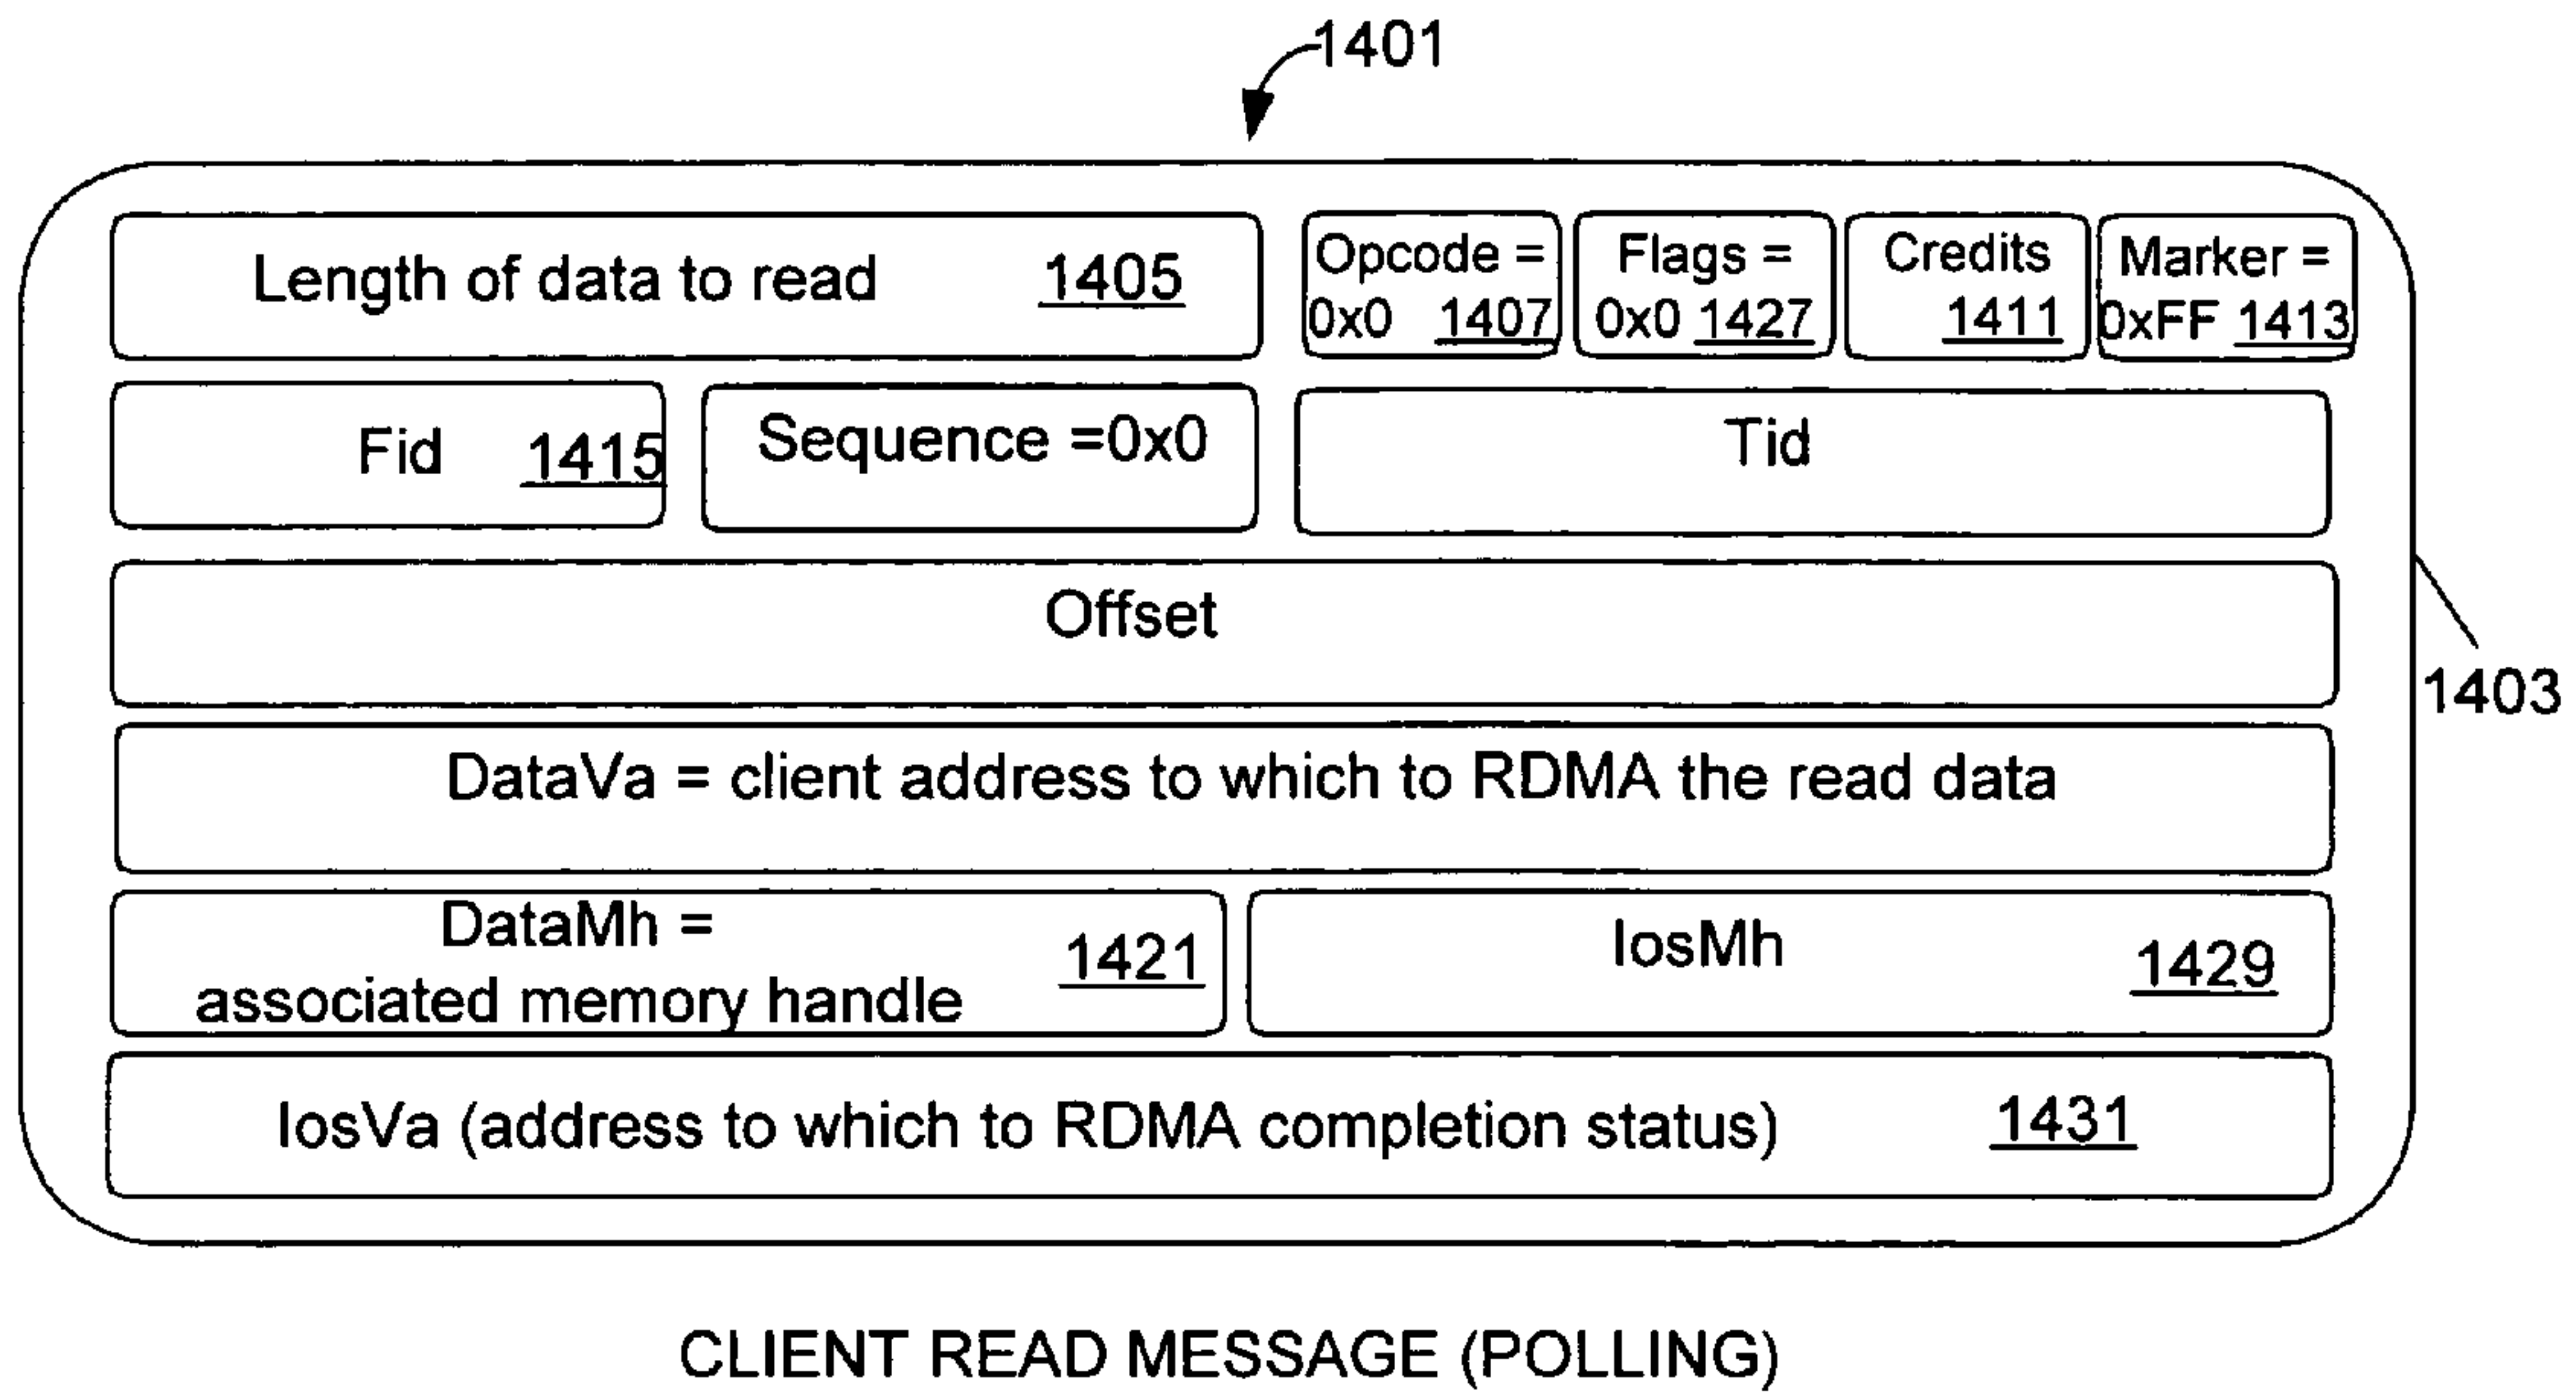 1401
Length of data to read 1405
Opcode =
0x0 1407
Flags =
0x0 1427
Credits
1411
Marker =
0xFF 1413
Fid 1415
Sequence =0x0
Tid
Offset
1403
DataVa = client address to which to RDMA the read data
DataMh =
associated memory handle
1421
IosMh
1429
IosVa (address to which to RDMA completion status) 1431
CLIENT READ MESSAGE (POLLING)